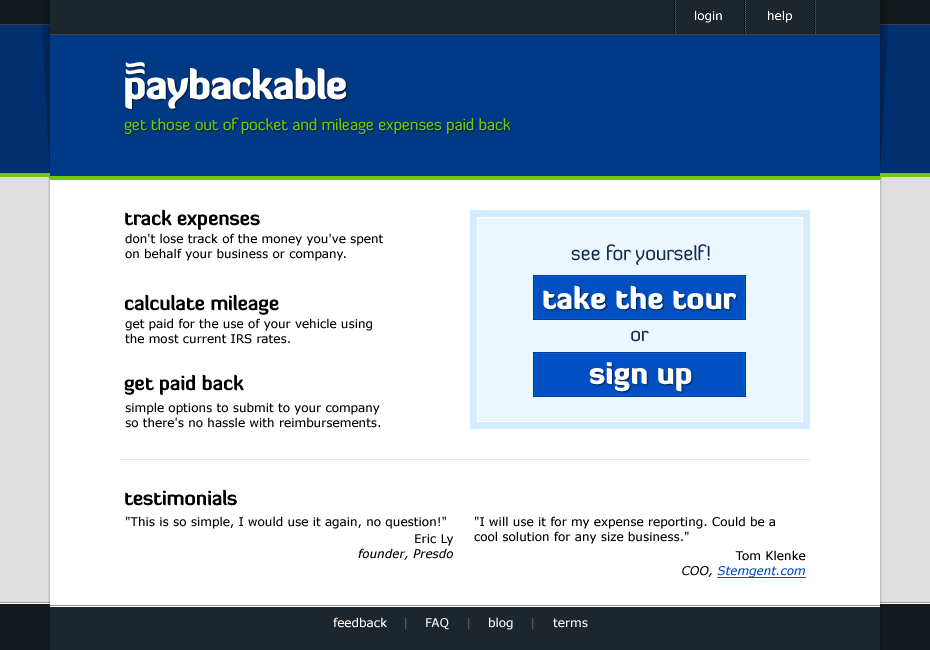 login
help
paybackable
get those out of pocket and mileage expenses paid back
track expenses
don't lose track of the money you've spent
on behalf your business or company.
calculate mileage
get paid for the use of your vehicle using
the most current IRS rates.
get paid back
simple options to submit to your company
so there's no hassle with reimbursements.
see for yourself!
take the tour
or
sign up
testimonials
"This is so simple, I would use it again, no question!"
Eric Ly
founder, Presdo
"I will use it for my expense reporting. Could be a
cool solution for any size business."
Tom Klenke
COO, Stemgent.com
feedback | FAQ | blog | terms